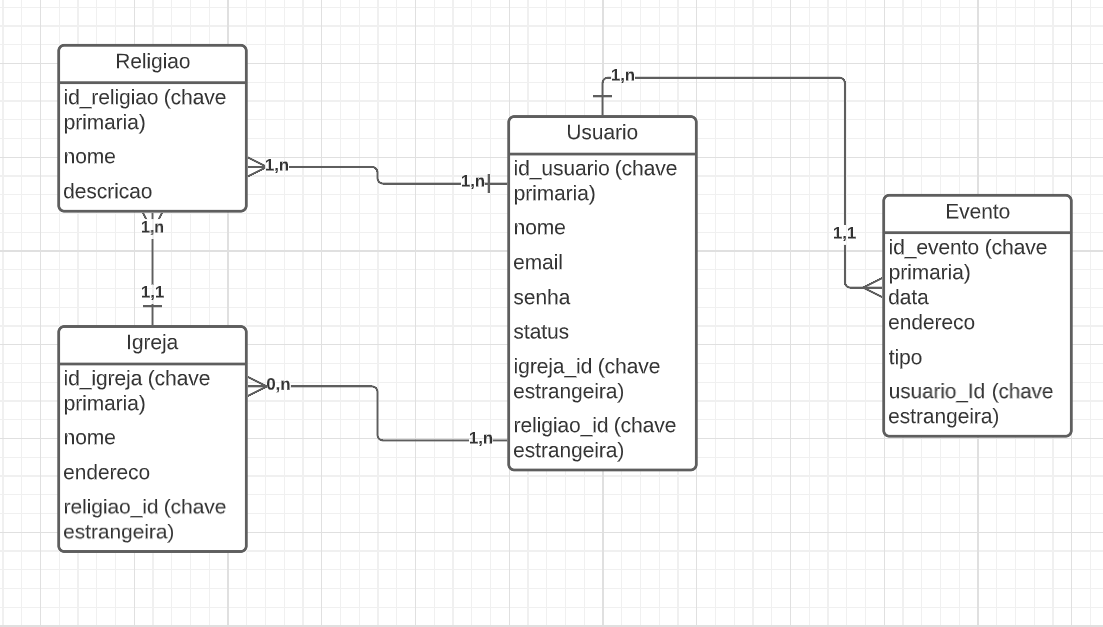 Religiao
id_religiao (chave
primaria)
nome
descricao
1,n
1,n
1,n
1,1
Igreja
id_igreja (chave
primaria)
nome
endereco
religiao_id (chave
estrangeira)
0,n
1,n
Usuario
id_usuario (chave
primaria)
nome
email
senha
status
igreja_id (chave
estrangeira)
religiao_id (chave
estrangeira)
1,n
1,1
Evento
id_evento (chave
primaria)
data
endereco
tipo
usuario_Id (chave
estrangeira)